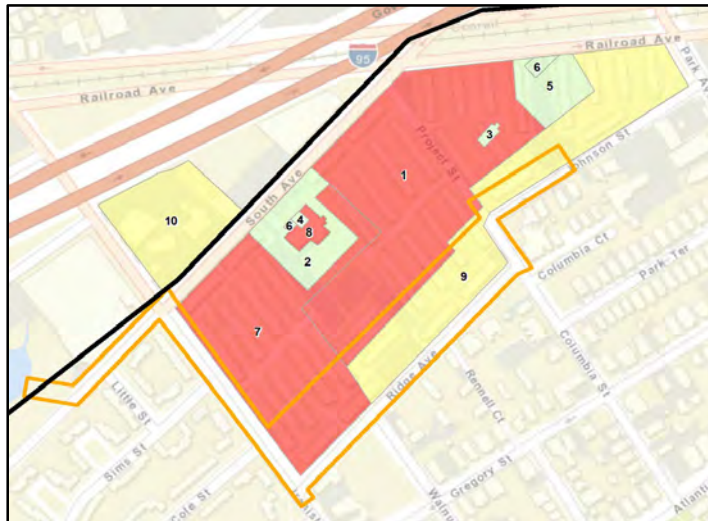 Conrail
95
Railroad Ave
Railroad Ave
6
5
Project St
3
Johnson St
1
South Ave
10
4
6
8
2
Columbia Ct
Park Ter
9
7
Ridge Ave
Columbia St
Little St
Rennell Ct
Sims St
Gregory St
Cole St